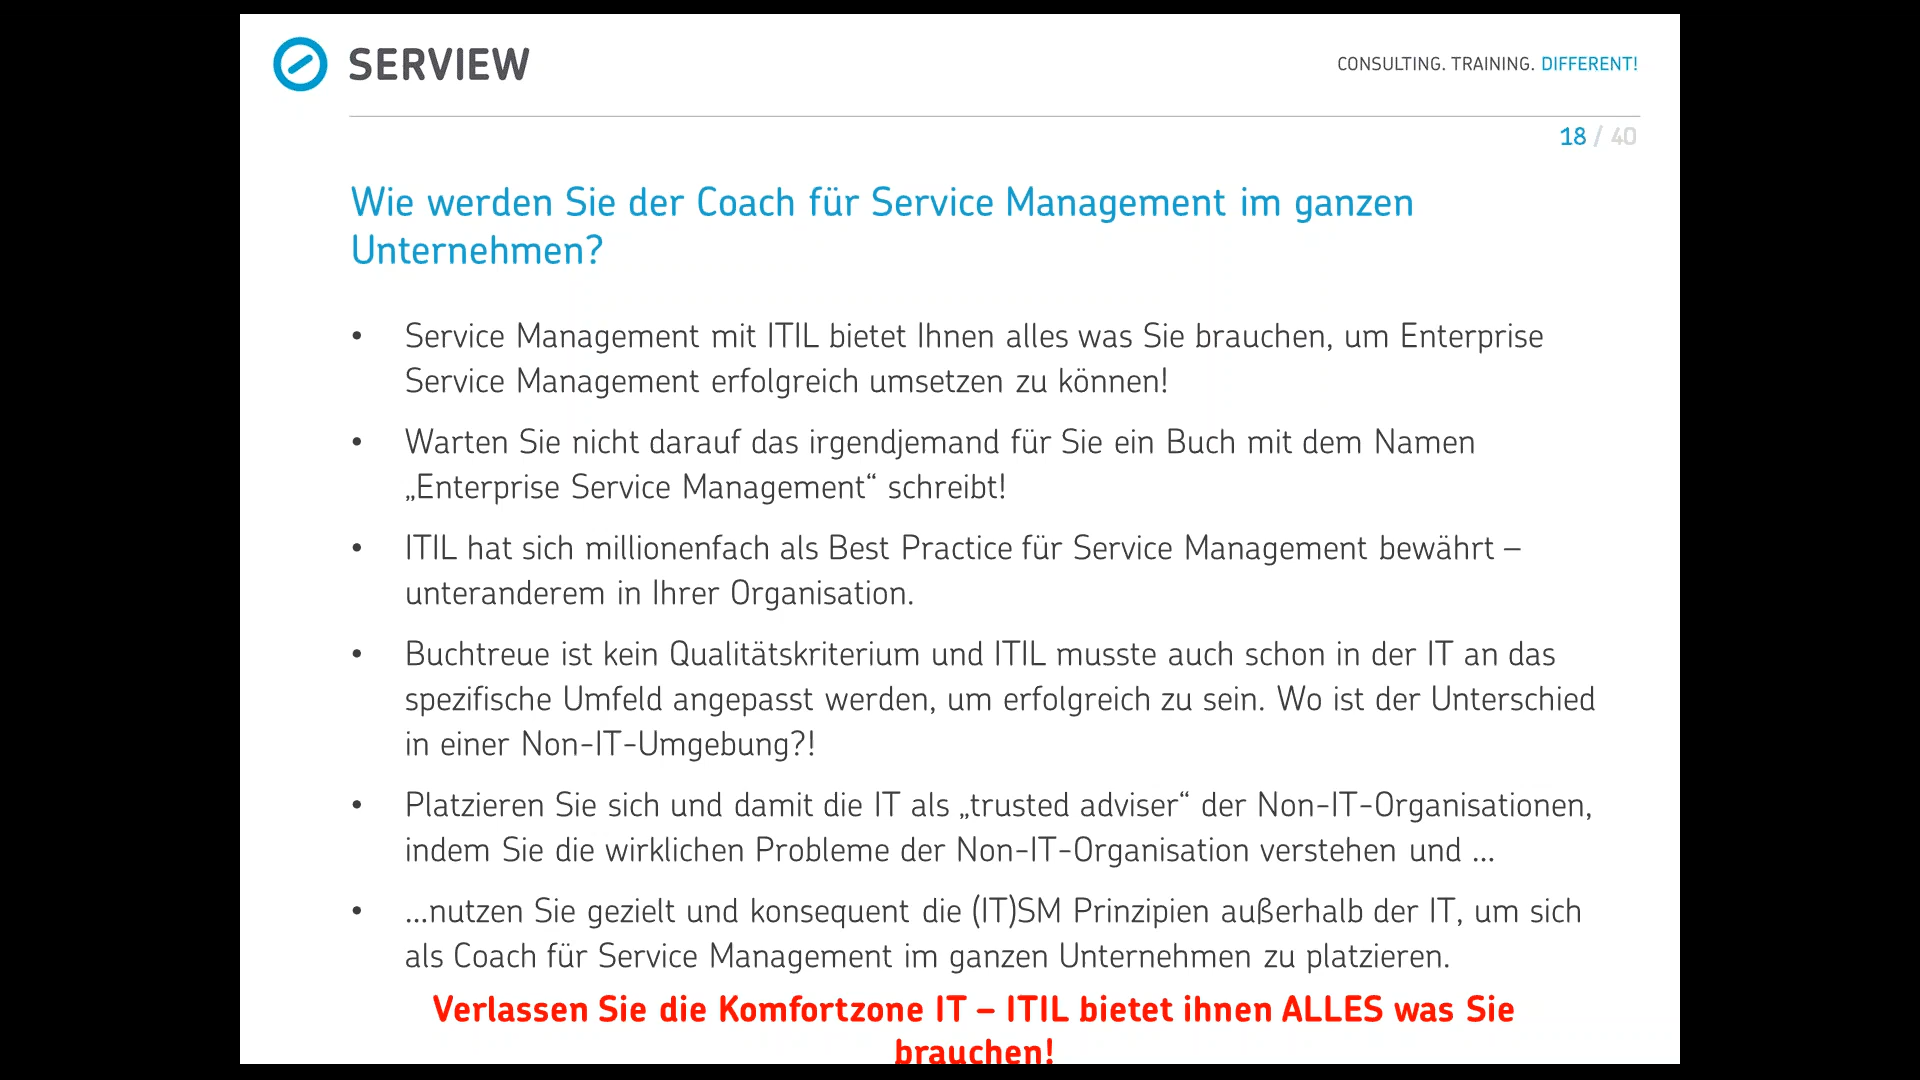 SERVIEW
CONSULTING. TRAINING. DIFFERENT!
18 / 40
Wie werden Sie der Coach für Service Management im ganzen
Unternehmen?
• Service Management mit ITIL bietet Ihnen alles was Sie brauchen, um Enterprise
Service Management erfolgreich umsetzen zu können!
• Warten Sie nicht darauf das irgendjemand für Sie ein Buch mit dem Namen
„Enterprise Service Management“ schreibt!
• ITIL hat sich millionenfach als Best Practice für Service Management bewährt –
unteranderem in Ihrer Organisation.
• Buchtreue ist kein Qualitätskriterium und ITIL musste auch schon in der IT an das
spezifische Umfeld angepasst werden, um erfolgreich zu sein. Wo ist der Unterschied
in einer Non-IT-Umgebung?!
• Platzieren Sie sich und damit die IT als „trusted adviser“ der Non-IT-Organisationen,
indem Sie die wirklichen Probleme der Non-IT-Organisation verstehen und ...
• ...nutzen Sie gezielt und konsequent die (IT)SM Prinzipien außerhalb der IT, um sich
als Coach für Service Management im ganzen Unternehmen zu platzieren.
Verlassen Sie die Komfortzone IT – ITIL bietet ihnen ALLES was Sie
brauchen!